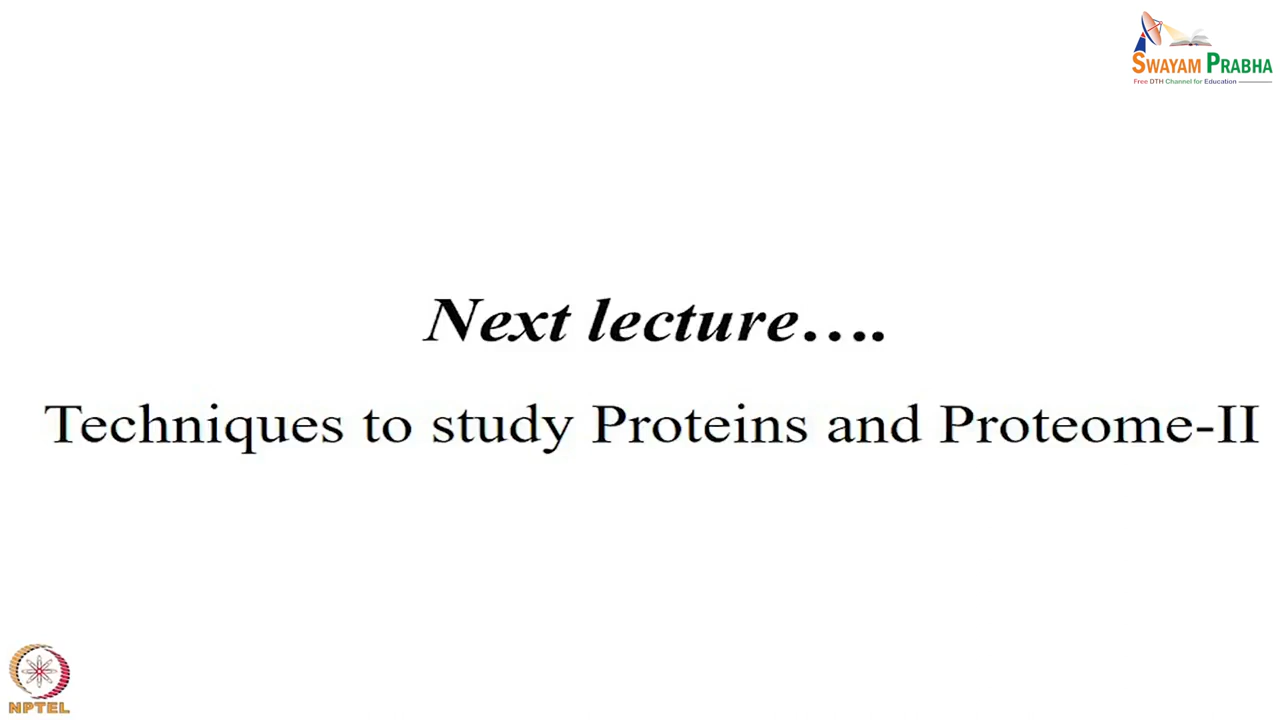 SWAYAM PRABHA
Free DTH Channel for Education
Next lecture….
Techniques to study Proteins and Proteome-II
NPTEL